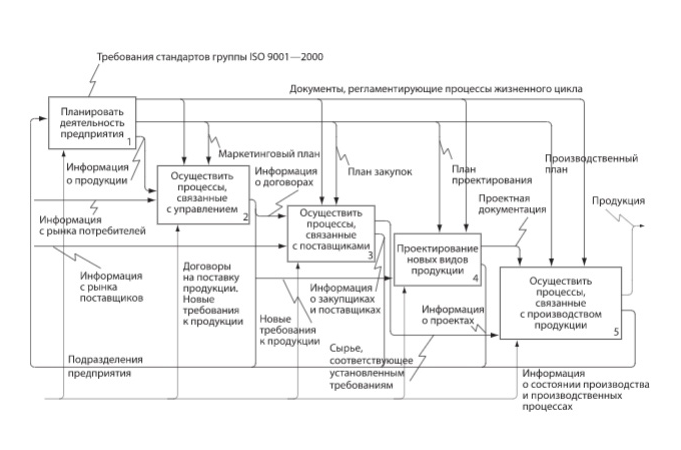 Требования стандартов группы ISO 9001—2000
Документы, регламентирующие процессы жизненного цикла
Планировать
деятельность
предприятия
1
Маркетинговый план
Информация
о продукции
Осуществить
процессы,
связанные
с управлением
2
Информация
о договорах
План закупок
План
проектирования
Производственный
план
Проектная
документация
Продукция
Информация
с рынка потребителей
Осуществить
процессы,
связанные
с поставщиками
3
Проектирование
новых видов
продукции
4
Информация
с рынка
поставщиков
Договоры
на поставку
продукции.
Новые
требования
к продукции
Новые
требования
к продукции
Информация
о закупщиках
и поставщиках
Информация
о проектах
Осуществить
процессы,
связанные
с производством
продукции
5
Сырье,
соответствующее
установленным
требованиям
Подразделения
предприятия
Информация
о состоянии производства
и производственных
процессах